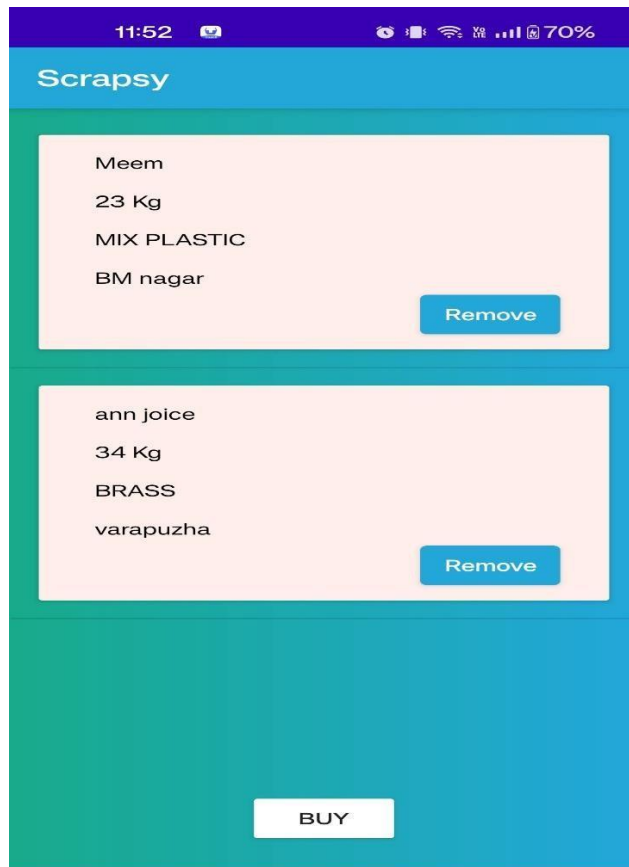 11:52 70%
Scrapsy
Meem
23 Kg
MIX PLASTIC
BM nagar
Remove
ann joice
34 Kg
BRASS
varapuzha
Remove
BUY